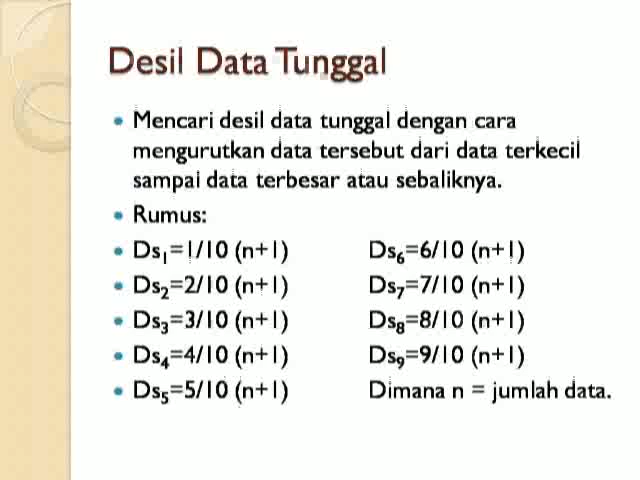 Desil Data Tunggal
• Mencari desil data tunggal dengan cara
mengurutkan data tersebut dari data terkecil
sampai data terbesar atau sebaliknya.
• Rumus:
• Ds₁=1/10 (n+1) Ds₆=6/10 (n+1)
• Ds₂=2/10 (n+1) Ds₇=7/10 (n+1)
• Ds₃=3/10 (n+1) Ds₈=8/10 (n+1)
• Ds₄=4/10 (n+1) Ds₉=9/10 (n+1)
• Ds₅=5/10 (n+1) Dimana n = jumlah data.